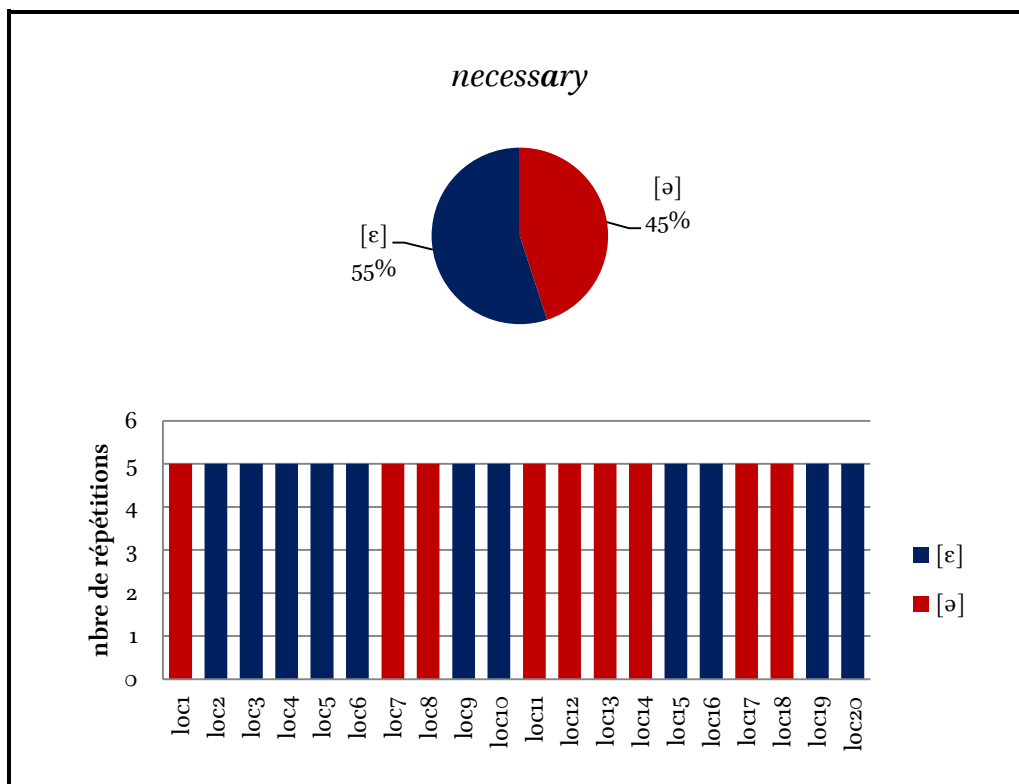 necessary
[ə]
45%
[ɛ]
55%
nbre de répétitions
6
5
4
3
2
1
0
loc1
loc2
loc3
loc4
loc5
loc6
loc7
loc8
loc9
loc10
loc11
loc12
loc13
loc14
loc15
loc16
loc17
loc18
loc19
loc20
[ɛ]
[ə]